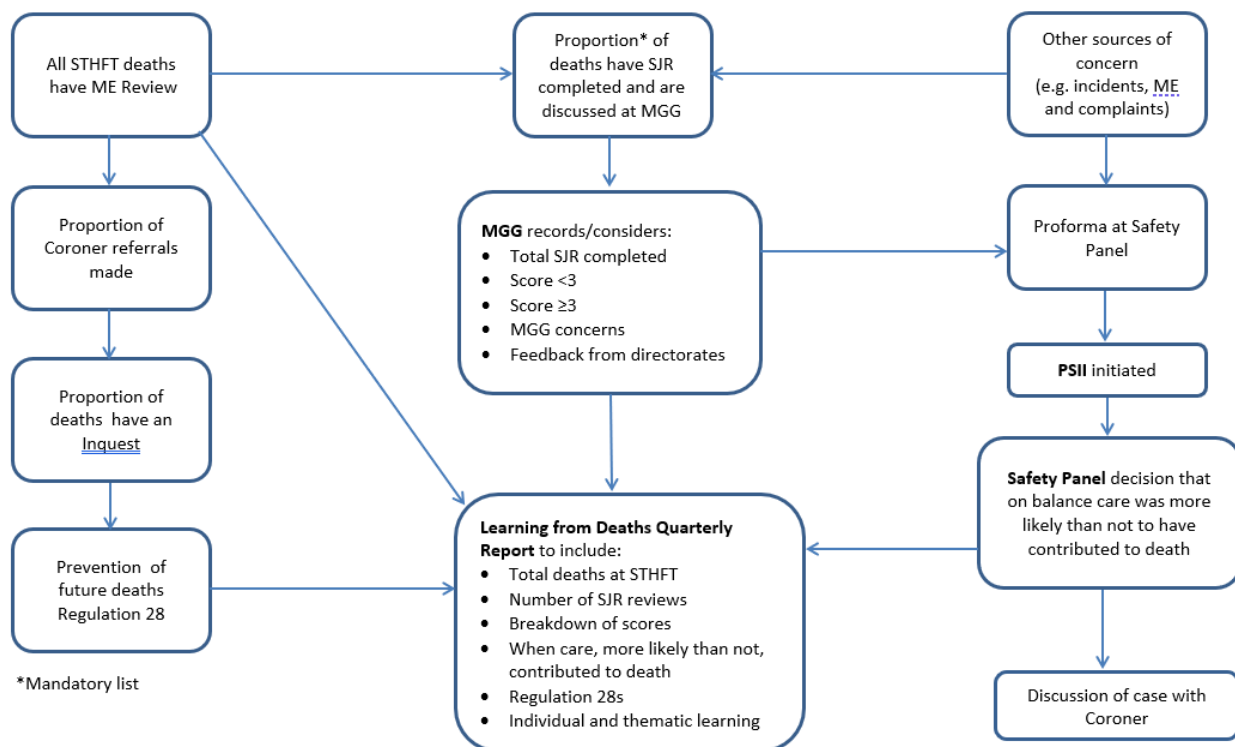 All STHFT deaths
have ME Review
Proportion* of
deaths have SJR
completed and are
discussed at MGG
Other sources of
concern
(e.g. incidents, ME
and complaints)
Proportion of
Coroner referrals
made
MGG records/considers:
• Total SJR completed
• Score <3
• Score ≥3
• MGG concerns
• Feedback from directorates
Proforma at Safety
Panel
PSII initiated
Proportion of
deaths have an
Inquest
Safety Panel decision that
on balance care was more
likely than not to have
contributed to death
Prevention of
future deaths
Regulation 28
Learning from Deaths Quarterly
Report to include:
• Total deaths at STHFT
• Number of SJR reviews
• Breakdown of scores
• When care, more likely than not,
contributed to death
• Regulation 28s
• Individual and thematic learning
*Mandatory list
Discussion of case with
Coroner